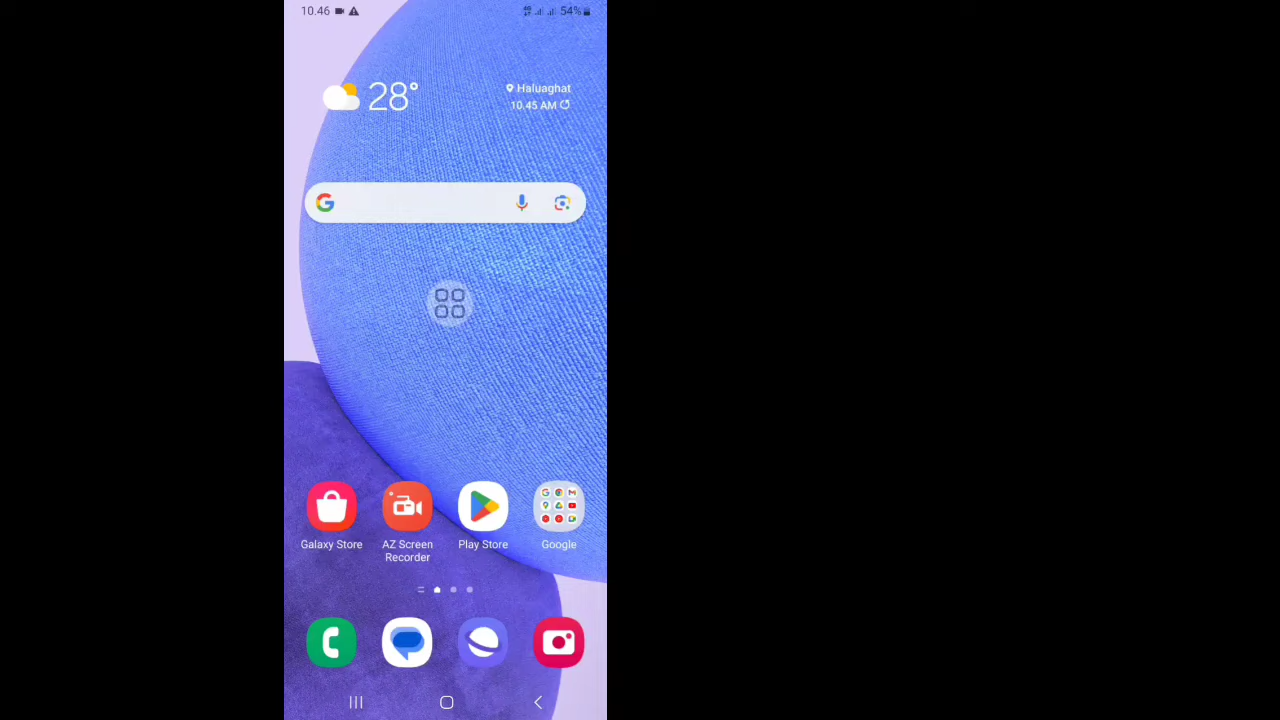 10.46
54%
28°
Haluaghat
10.45 AM
Galaxy Store
AZ Screen
Recorder
Play Store
Google